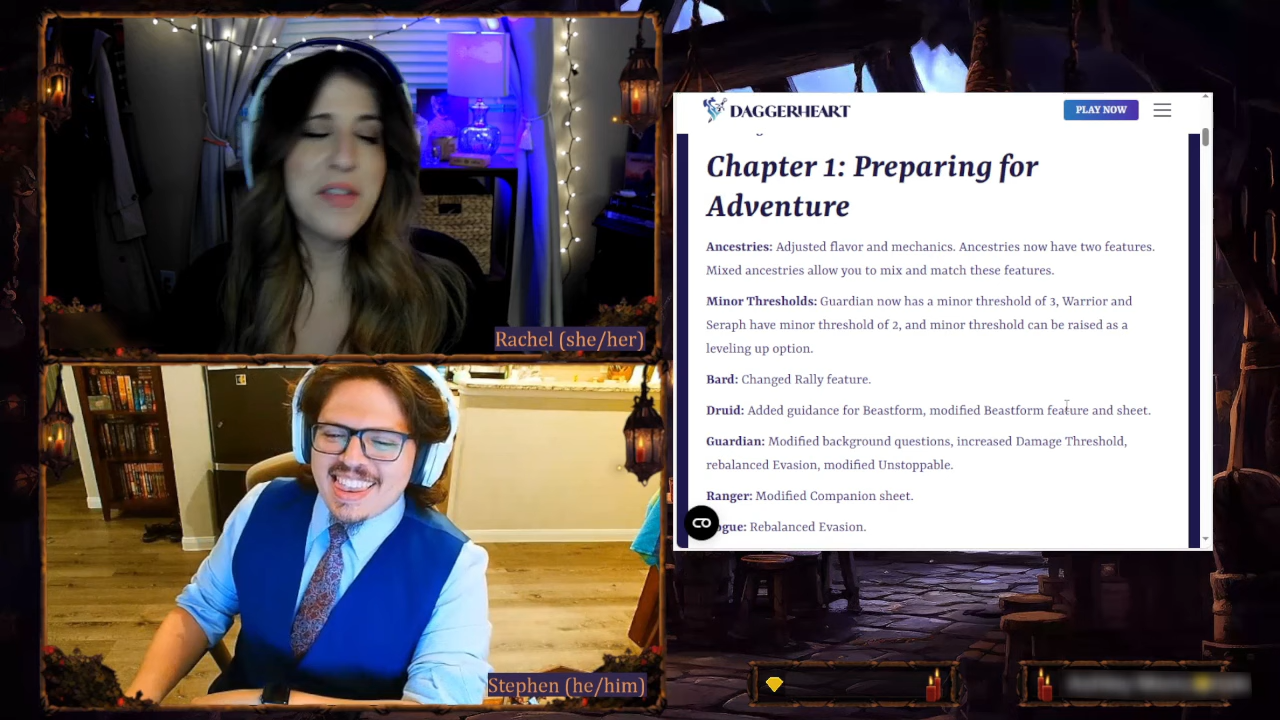 Rachel (she/her)
Stephen (he/him)
DAGGERHEART
PLAY NOW
Chapter 1: Preparing for
Adventure
Ancestries: Adjusted flavor and mechanics. Ancestries now have two features.
Mixed ancestries allow you to mix and match these features.
Minor Thresholds: Guardian now has a minor threshold of 3, Warrior and
Seraph have minor threshold of 2, and minor threshold can be raised as a
leveling up option.
Bard: Changed Rally feature.
Druid: Added guidance for Beastform, modified Beastform feature and sheet.
Guardian: Modified background questions, increased Damage Threshold,
rebalanced Evasion, modified Unstoppable.
Ranger: Modified Companion sheet.
ogue: Rebalanced Evasion.